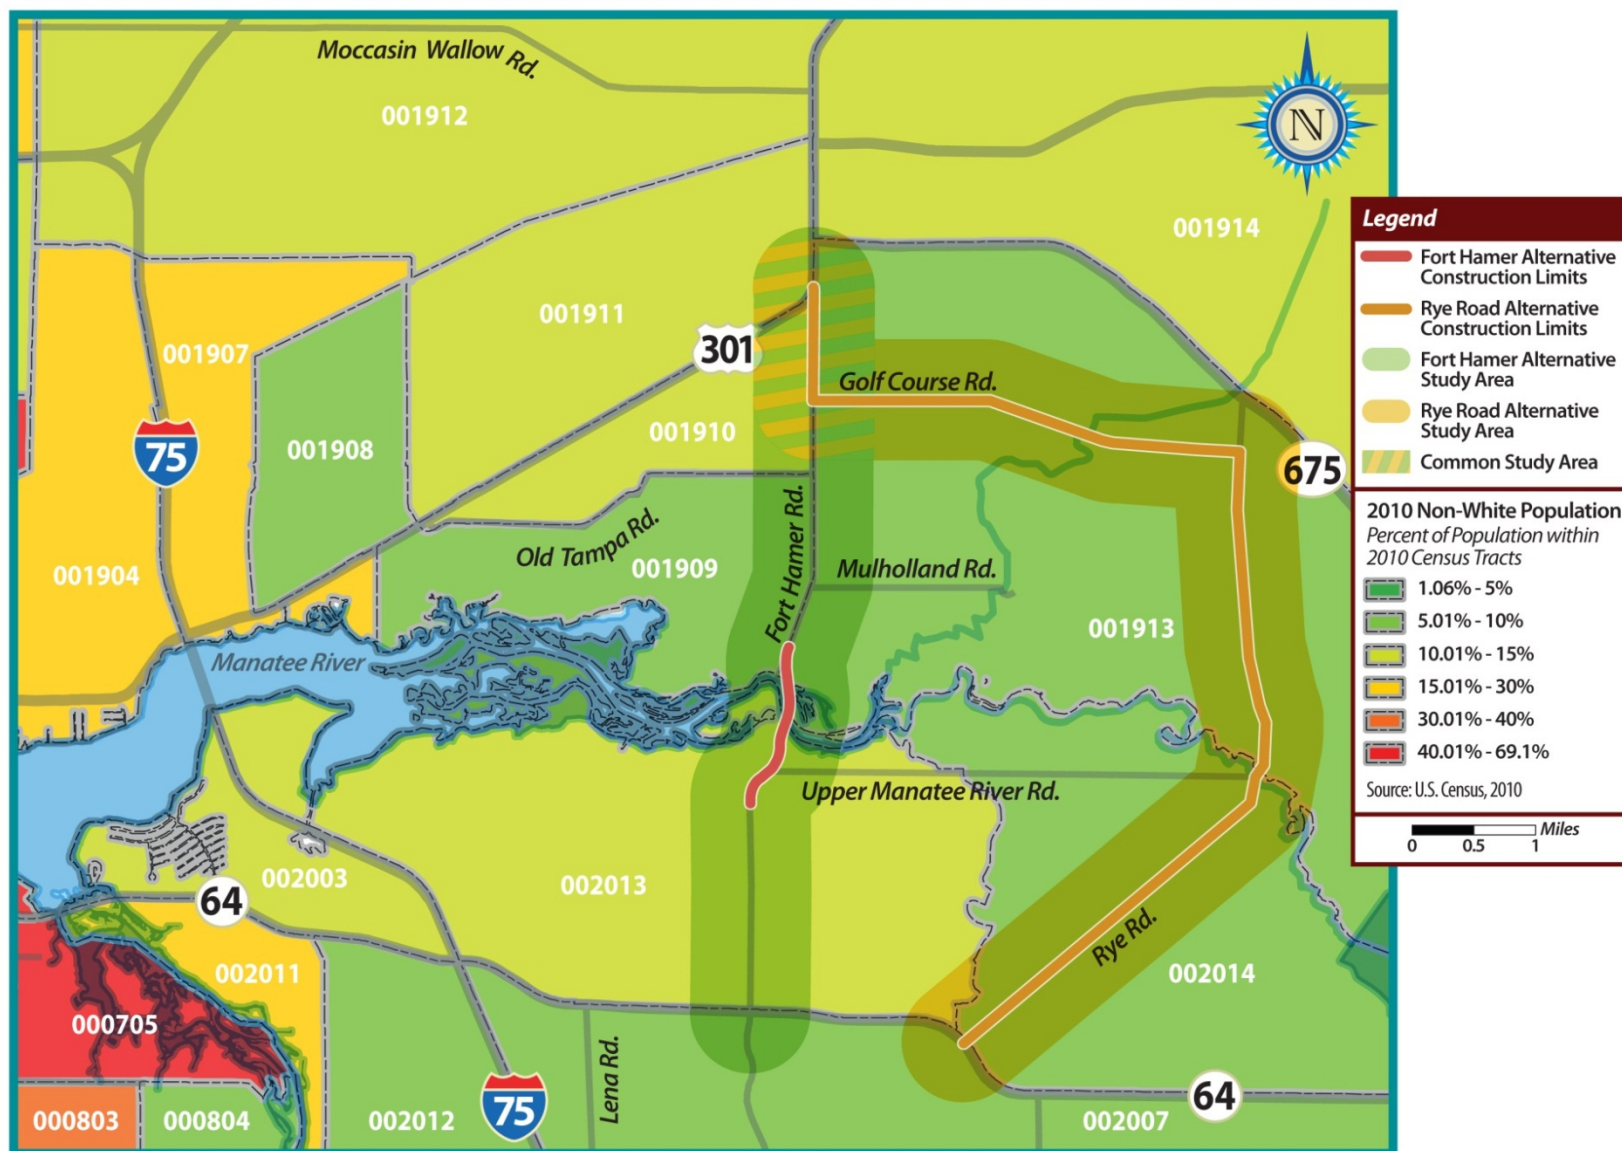 Moccasin Wallow Rd.
001912
N
001914
001911
301
001907
Golf Course Rd.
001910
001908
75
675
Fort Hamer Rd.
Old Tampa Rd.
001909
Mulholland Rd.
001904
001913
Manatee River
Upper Manatee River Rd.
002003
002013
64
Rye Rd.
002011
002014
000705
Lena Rd.
75
64
000803
000804
002012
002007
Legend
Fort Hamer Alternative
Construction Limits
Rye Road Alternative
Construction Limits
Fort Hamer Alternative
Study Area
Rye Road Alternative
Study Area
Common Study Area
2010 Non-White Population
Percent of Population within
2010 Census Tracts
1.06% - 5%
5.01% - 10%
10.01% - 15%
15.01% - 30%
30.01% - 40%
40.01% - 69.1%
Source: U.S. Census, 2010
Miles
0 0.5 1